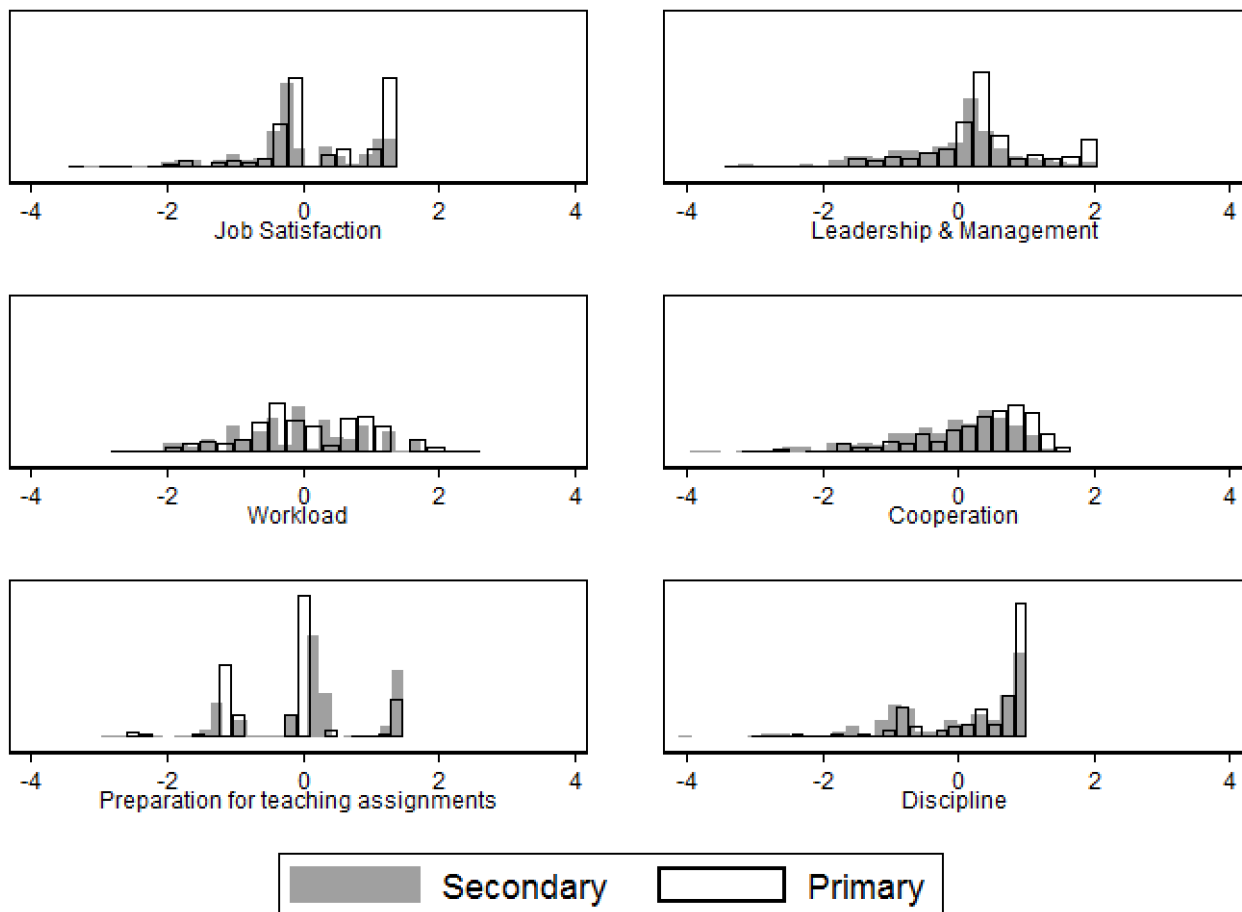 -4 -2 0 2 4
Job Satisfaction
-4 -2 0 2 4
Leadership & Management
-4 -2 0 2 4
Workload
-4 -2 0 2 4
Cooperation
-4 -2 0 2 4
Preparation for teaching assignments
-4 -2 0 2 4
Discipline
Secondary Primary